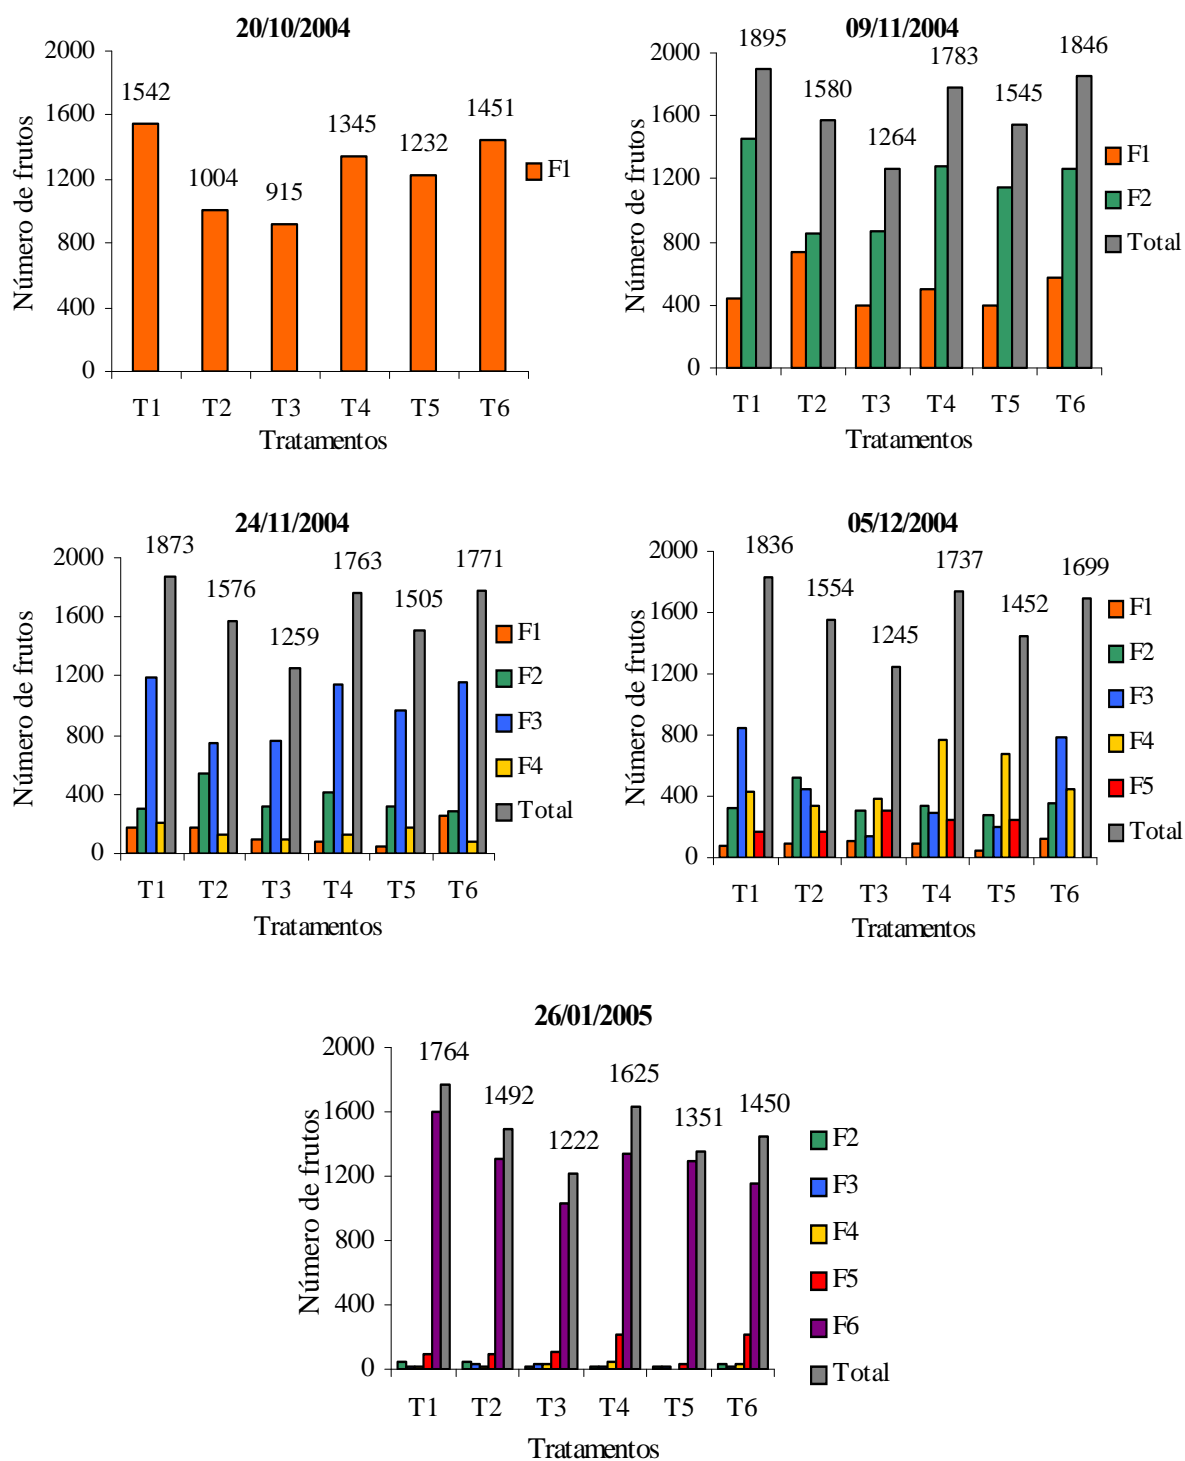 20/10/2004
2000
1600
1200
800
400
0
Número de frutos
1542
1004
915
1345
1232
1451
T1 T2 T3 T4 T5 T6
Tratamentos
F1
09/11/2004
2000
1600
1200
800
400
0
Número de frutos
1895
1580
1264
1783
1545
1846
T1 T2 T3 T4 T5 T6
Tratamentos
F1
F2
Total
24/11/2004
2000
1600
1200
800
400
0
Número de frutos
1873
1576
1259
1763
1505
1771
T1 T2 T3 T4 T5 T6
Tratamentos
F1
F2
F3
F4
Total
05/12/2004
2000
1600
1200
800
400
0
Número de frutos
1836
1554
1245
1737
1452
1699
T1 T2 T3 T4 T5 T6
Tratamentos
F1
F2
F3
F4
F5
Total
26/01/2005
2000
1600
1200
800
400
0
Número de frutos
1764
1492
1222
1625
1351
1450
T1 T2 T3 T4 T5 T6
Tratamentos
F2
F3
F4
F5
F6
Total